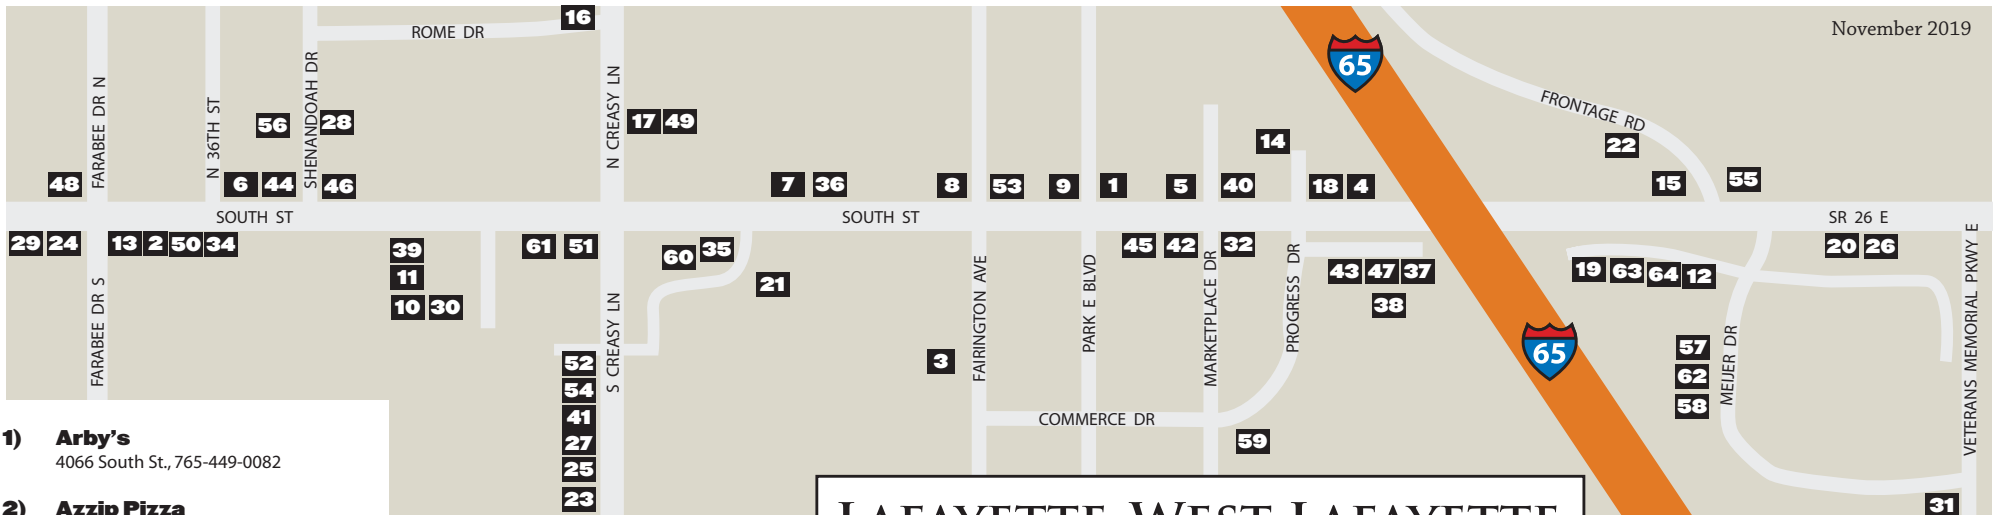 November 2019
16
ROME DR
65
FARABEE DR N
N 36TH ST
SHENANDOAH DR
N CREASY LN
FRONTAGE RD
56
28
17 49
14
22
48
6 44
46
7 36
8
53
9
1
5
40
18 4
15
55
SOUTH ST
SOUTH ST
SR 26 E
29 24
13 2 50 34
39
11
10 30
61 51
60 35
21
45 42
32
43 47 37
38
19 63 64 12
20 26
FARABEE DR S
S CREASY LN
FAIRINGTON AVE
PARK E BLVD
MARKETPLACE DR
PROGRESS DR
65
MEIJER DR
VETERANS MEMORIAL PKWY E
3
52
54
41
27
25
23
57
62
58
COMMERCE DR
59
31
1) Arby's
4066 South St., 765-449-0082
2) Azzip Pizza
LAFAYETTE-WEST LAFAYETTE